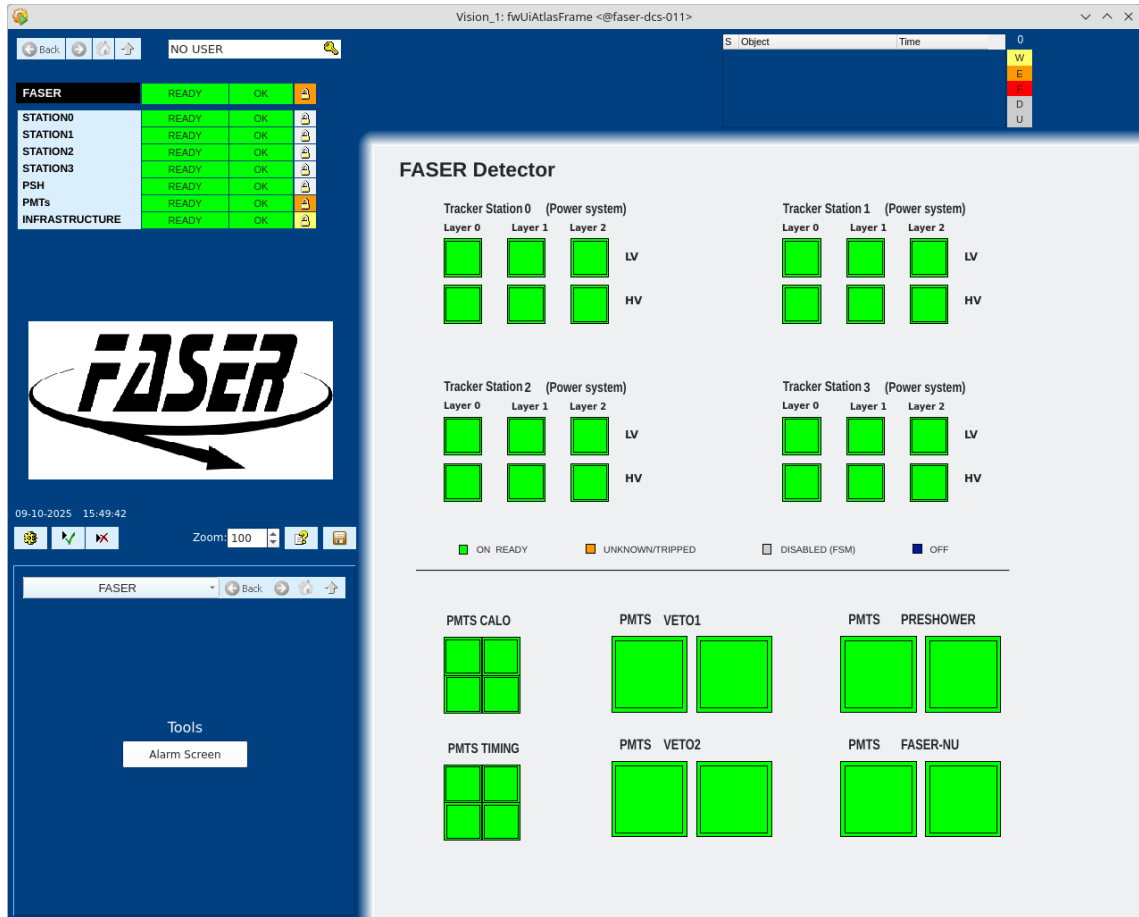 Vision_1: fwUiAtlasFrame <@faser-dcs-011>
Back NO USER
S Object Time 0
W
E
F
D
U
FASER READY OK
STATION0 READY OK
STATION1 READY OK
STATION2 READY OK
STATION3 READY OK
PSH READY OK
PMTs READY OK
INFRASTRUCTURE READY OK
FASER
09-10-2025 15:49:42
Zoom: 100
FASER Back
Tools
Alarm Screen
FASER Detector
Tracker Station 0 (Power system)
Layer 0 Layer 1 Layer 2
LV
HV
Tracker Station 1 (Power system)
Layer 0 Layer 1 Layer 2
LV
HV
Tracker Station 2 (Power system)
Layer 0 Layer 1 Layer 2
LV
HV
Tracker Station 3 (Power system)
Layer 0 Layer 1 Layer 2
LV
HV
ON READY UNKNOWN/TRIPPED DISABLED (FSM) OFF
PMTS CALO PMTS VETO1 PMTS PRESHOWER
PMTS TIMING PMTS VETO2 PMTS FASER-NU